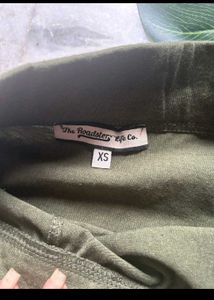 The Roadster Life Co.
XS